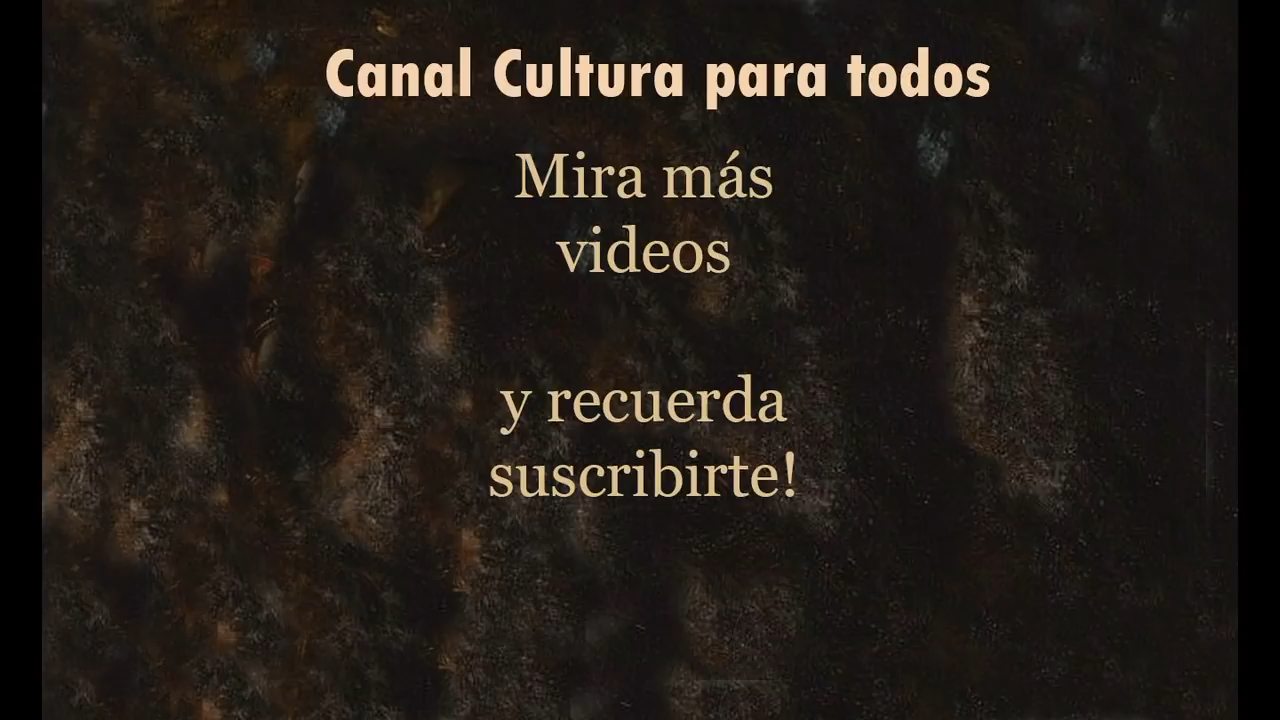 Canal Cultura para todos
Mira más
videos
y recuerda
suscribirte!